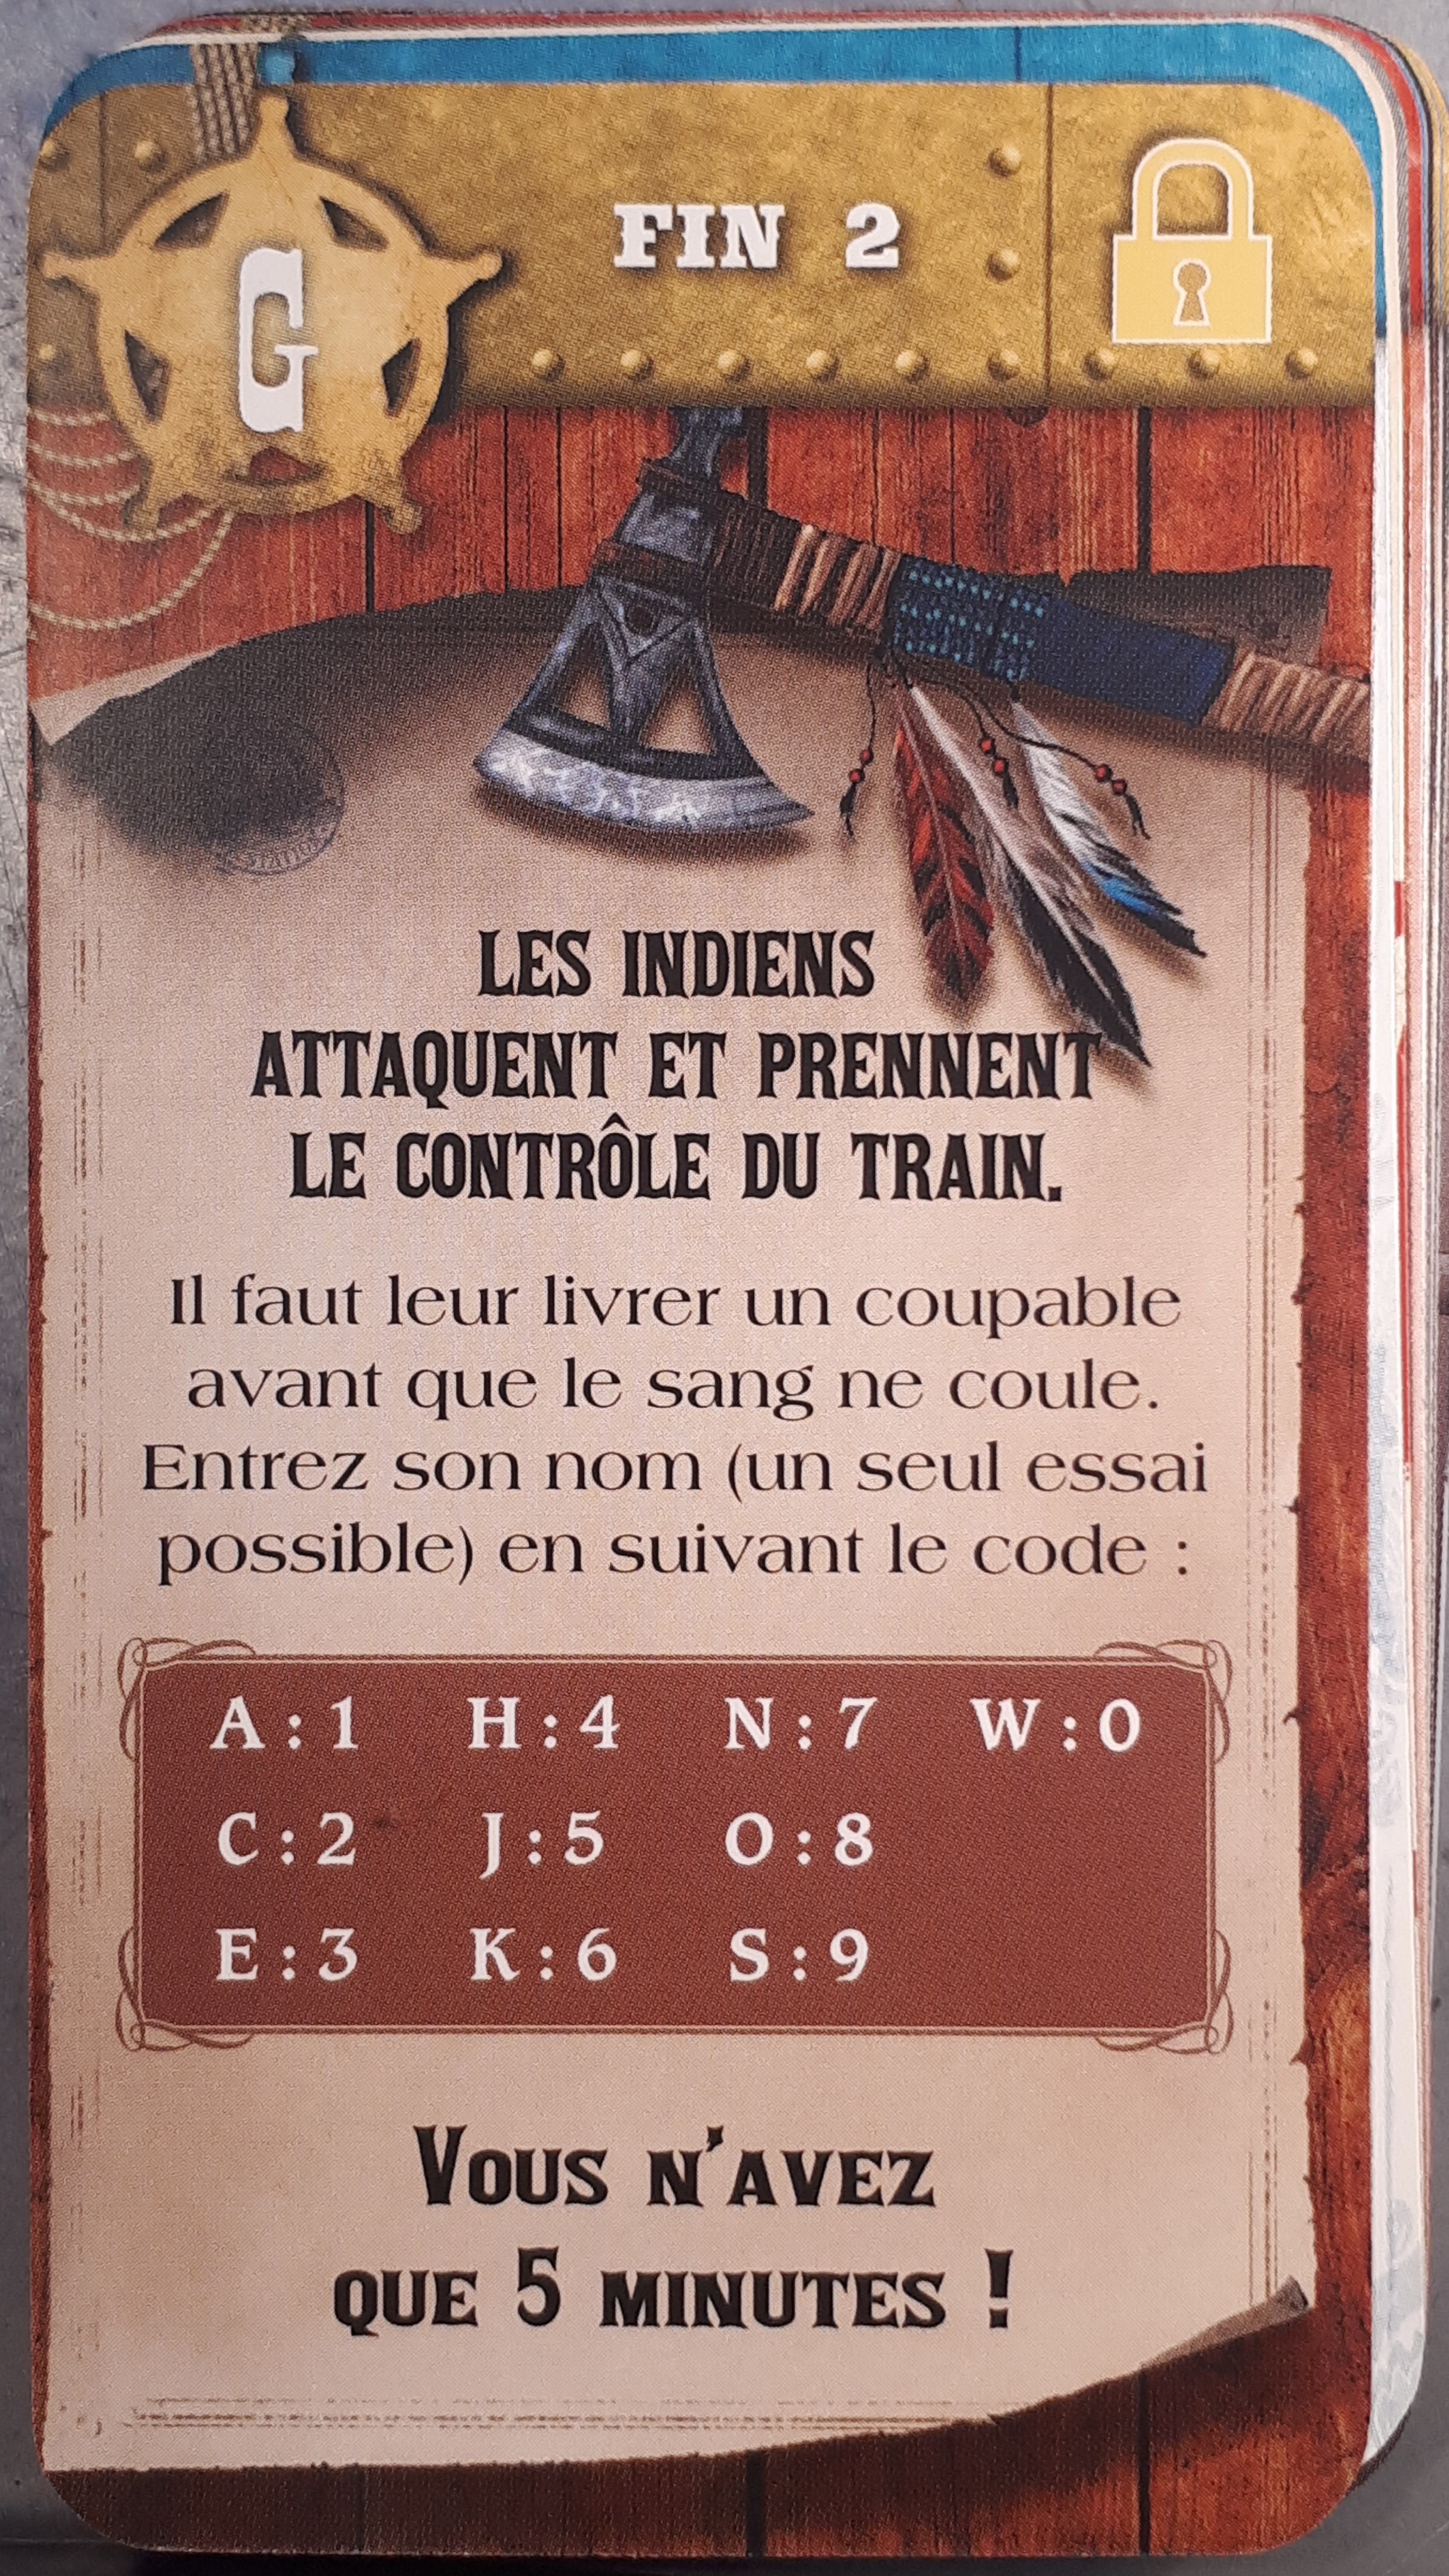 G
FIN 2
STATION
LES INDIENS
ATTAQUENT ET PRENNENT
LE CONTRÔLE DU TRAIN.
Il faut leur livrer un coupable
avant que le sang ne coule.
Entrez son nom (un seul essai
possible) en suivant le code :
A : 1 H : 4 N : 7 W : 0
C : 2 J : 5 O : 8
E : 3 K : 6 S : 9
VOUS N'AVEZ
QUE 5 MINUTES !